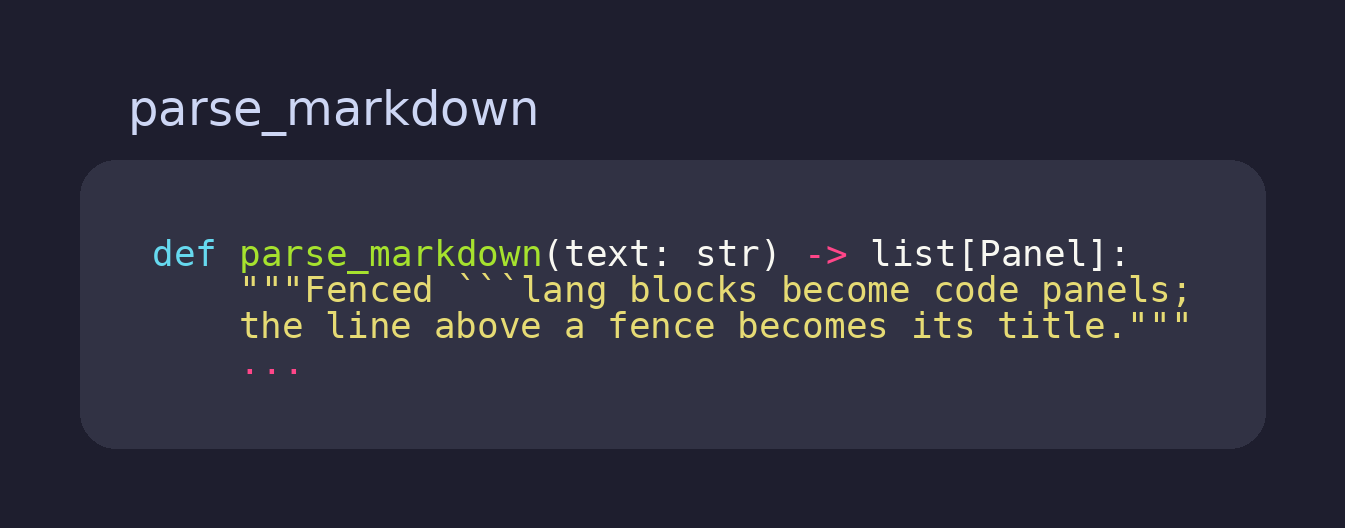 parse_markdown
def parse_markdown(text: str) -> list[Panel]:
    """Fenced ```lang blocks become code panels;
    the line above a fence becomes its title."""
    ...